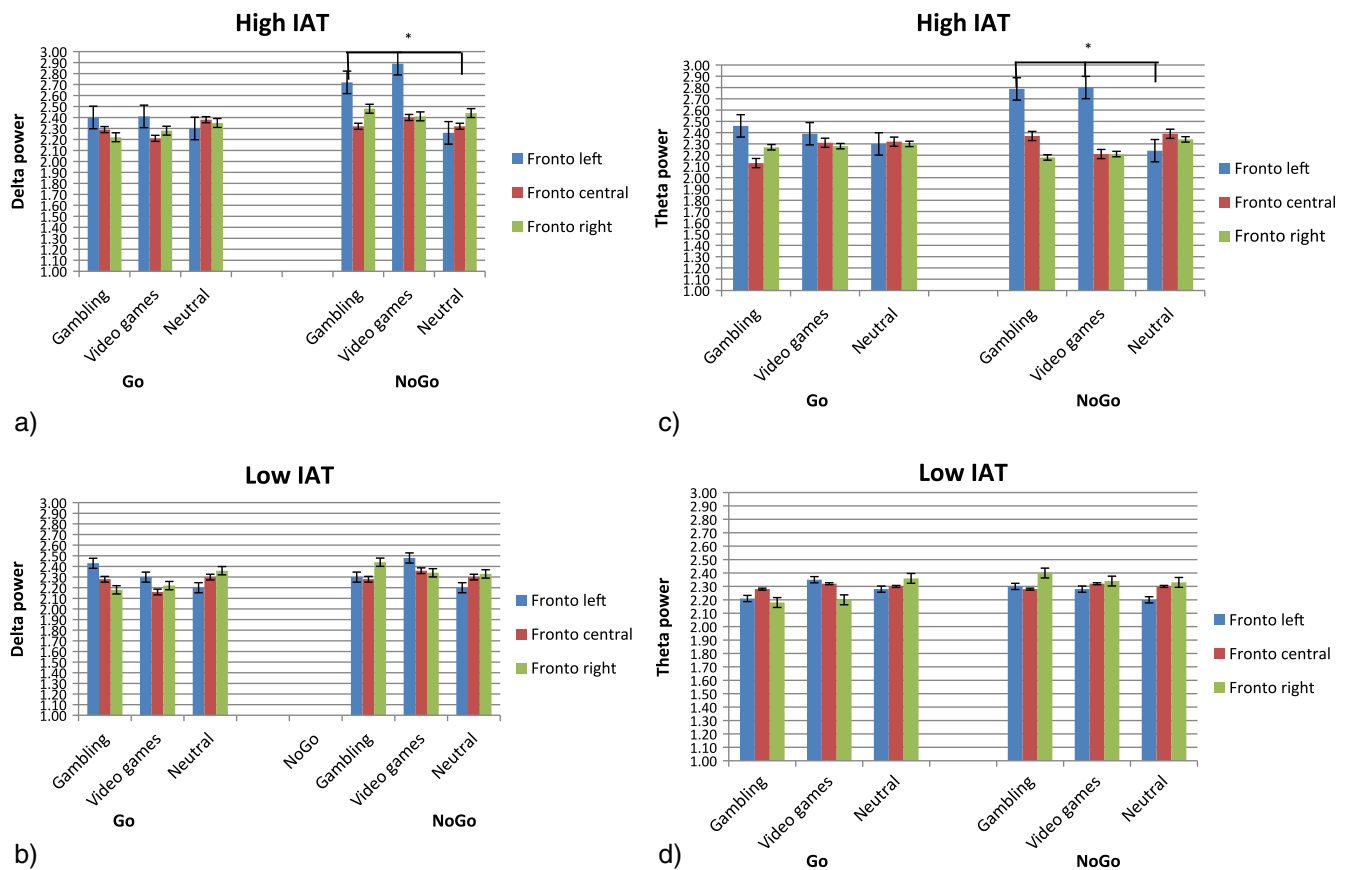 High IAT
*
Delta power
3.00
2.90
2.80
2.70
2.60
2.50
2.40
2.30
2.20
2.10
2.00
1.90
1.80
1.70
1.60
1.50
1.40
1.30
1.20
1.10
1.00
Gambling
Video games
Neutral
Gambling
Video games
Neutral
Go
NoGo
Fronto left
Fronto central
Fronto right
a)
High IAT
*
Theta power
3.00
2.90
2.80
2.70
2.60
2.50
2.40
2.30
2.20
2.10
2.00
1.90
1.80
1.70
1.60
1.50
1.40
1.30
1.20
1.10
1.00
Gambling
Video games
Neutral
Gambling
Video games
Neutral
Go
NoGo
Fronto left
Fronto central
Fronto right
c)
Low IAT
Delta power
3.00
2.90
2.80
2.70
2.60
2.50
2.40
2.30
2.20
2.10
2.00
1.90
1.80
1.70
1.60
1.50
1.40
1.30
1.20
1.10
1.00
Gambling
Video games
Neutral
NoGo
Gambling
Video games
Neutral
Go
NoGo
Fronto left
Fronto central
Fronto right
b)
Low IAT
Theta power
3.00
2.90
2.80
2.70
2.60
2.50
2.40
2.30
2.20
2.10
2.00
1.90
1.80
1.70
1.60
1.50
1.40
1.30
1.20
1.10
1.00
Gambling
Video games
Neutral
Gambling
Video games
Neutral
Go
NoGo
Fronto left
Fronto central
Fronto right
d)